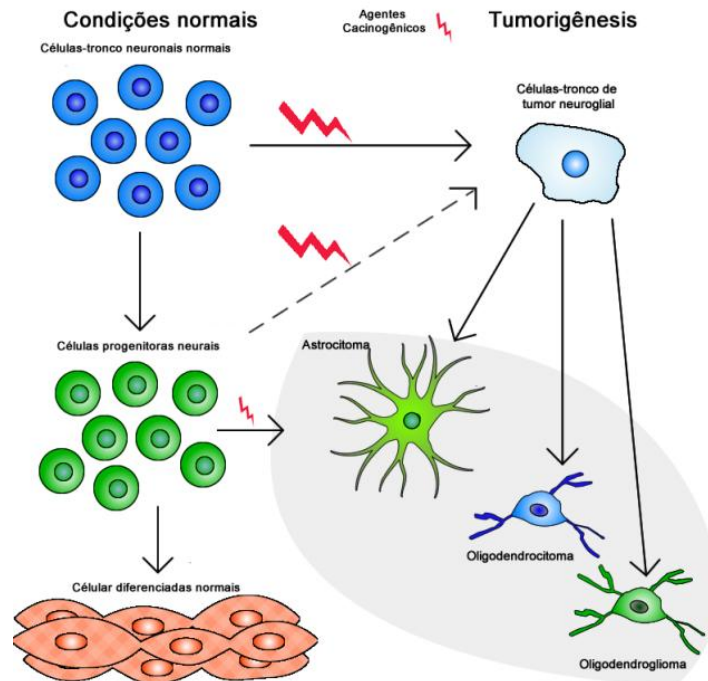 Condições normais
Agentes
Cacinogênicos
Tumorigênesis
Células-tronco neuronais normais
Células-tronco de
tumor neuroglial
Células progenitoras neurais
Astrocitoma
Oligodendrocitoma
Célular diferenciadas normais
Oligodendroglioma